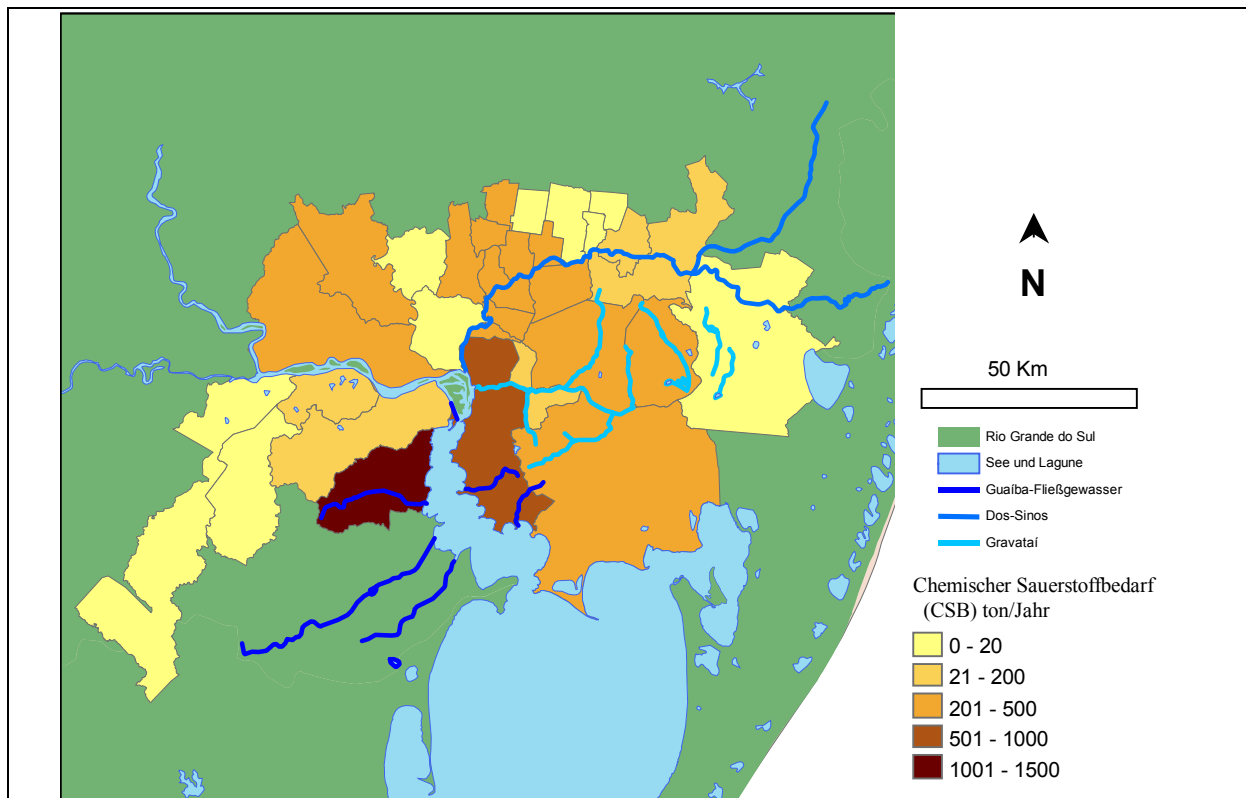 N
50 Km
Rio Grande do Sul
See und Lagune
Guaíba-Fließgewasser
Dos-Sinos
Gravataí
Chemischer Sauerstoffbedarf
(CSB) ton/Jahr
0 - 20
21 - 200
201 - 500
501 - 1000
1001 - 1500